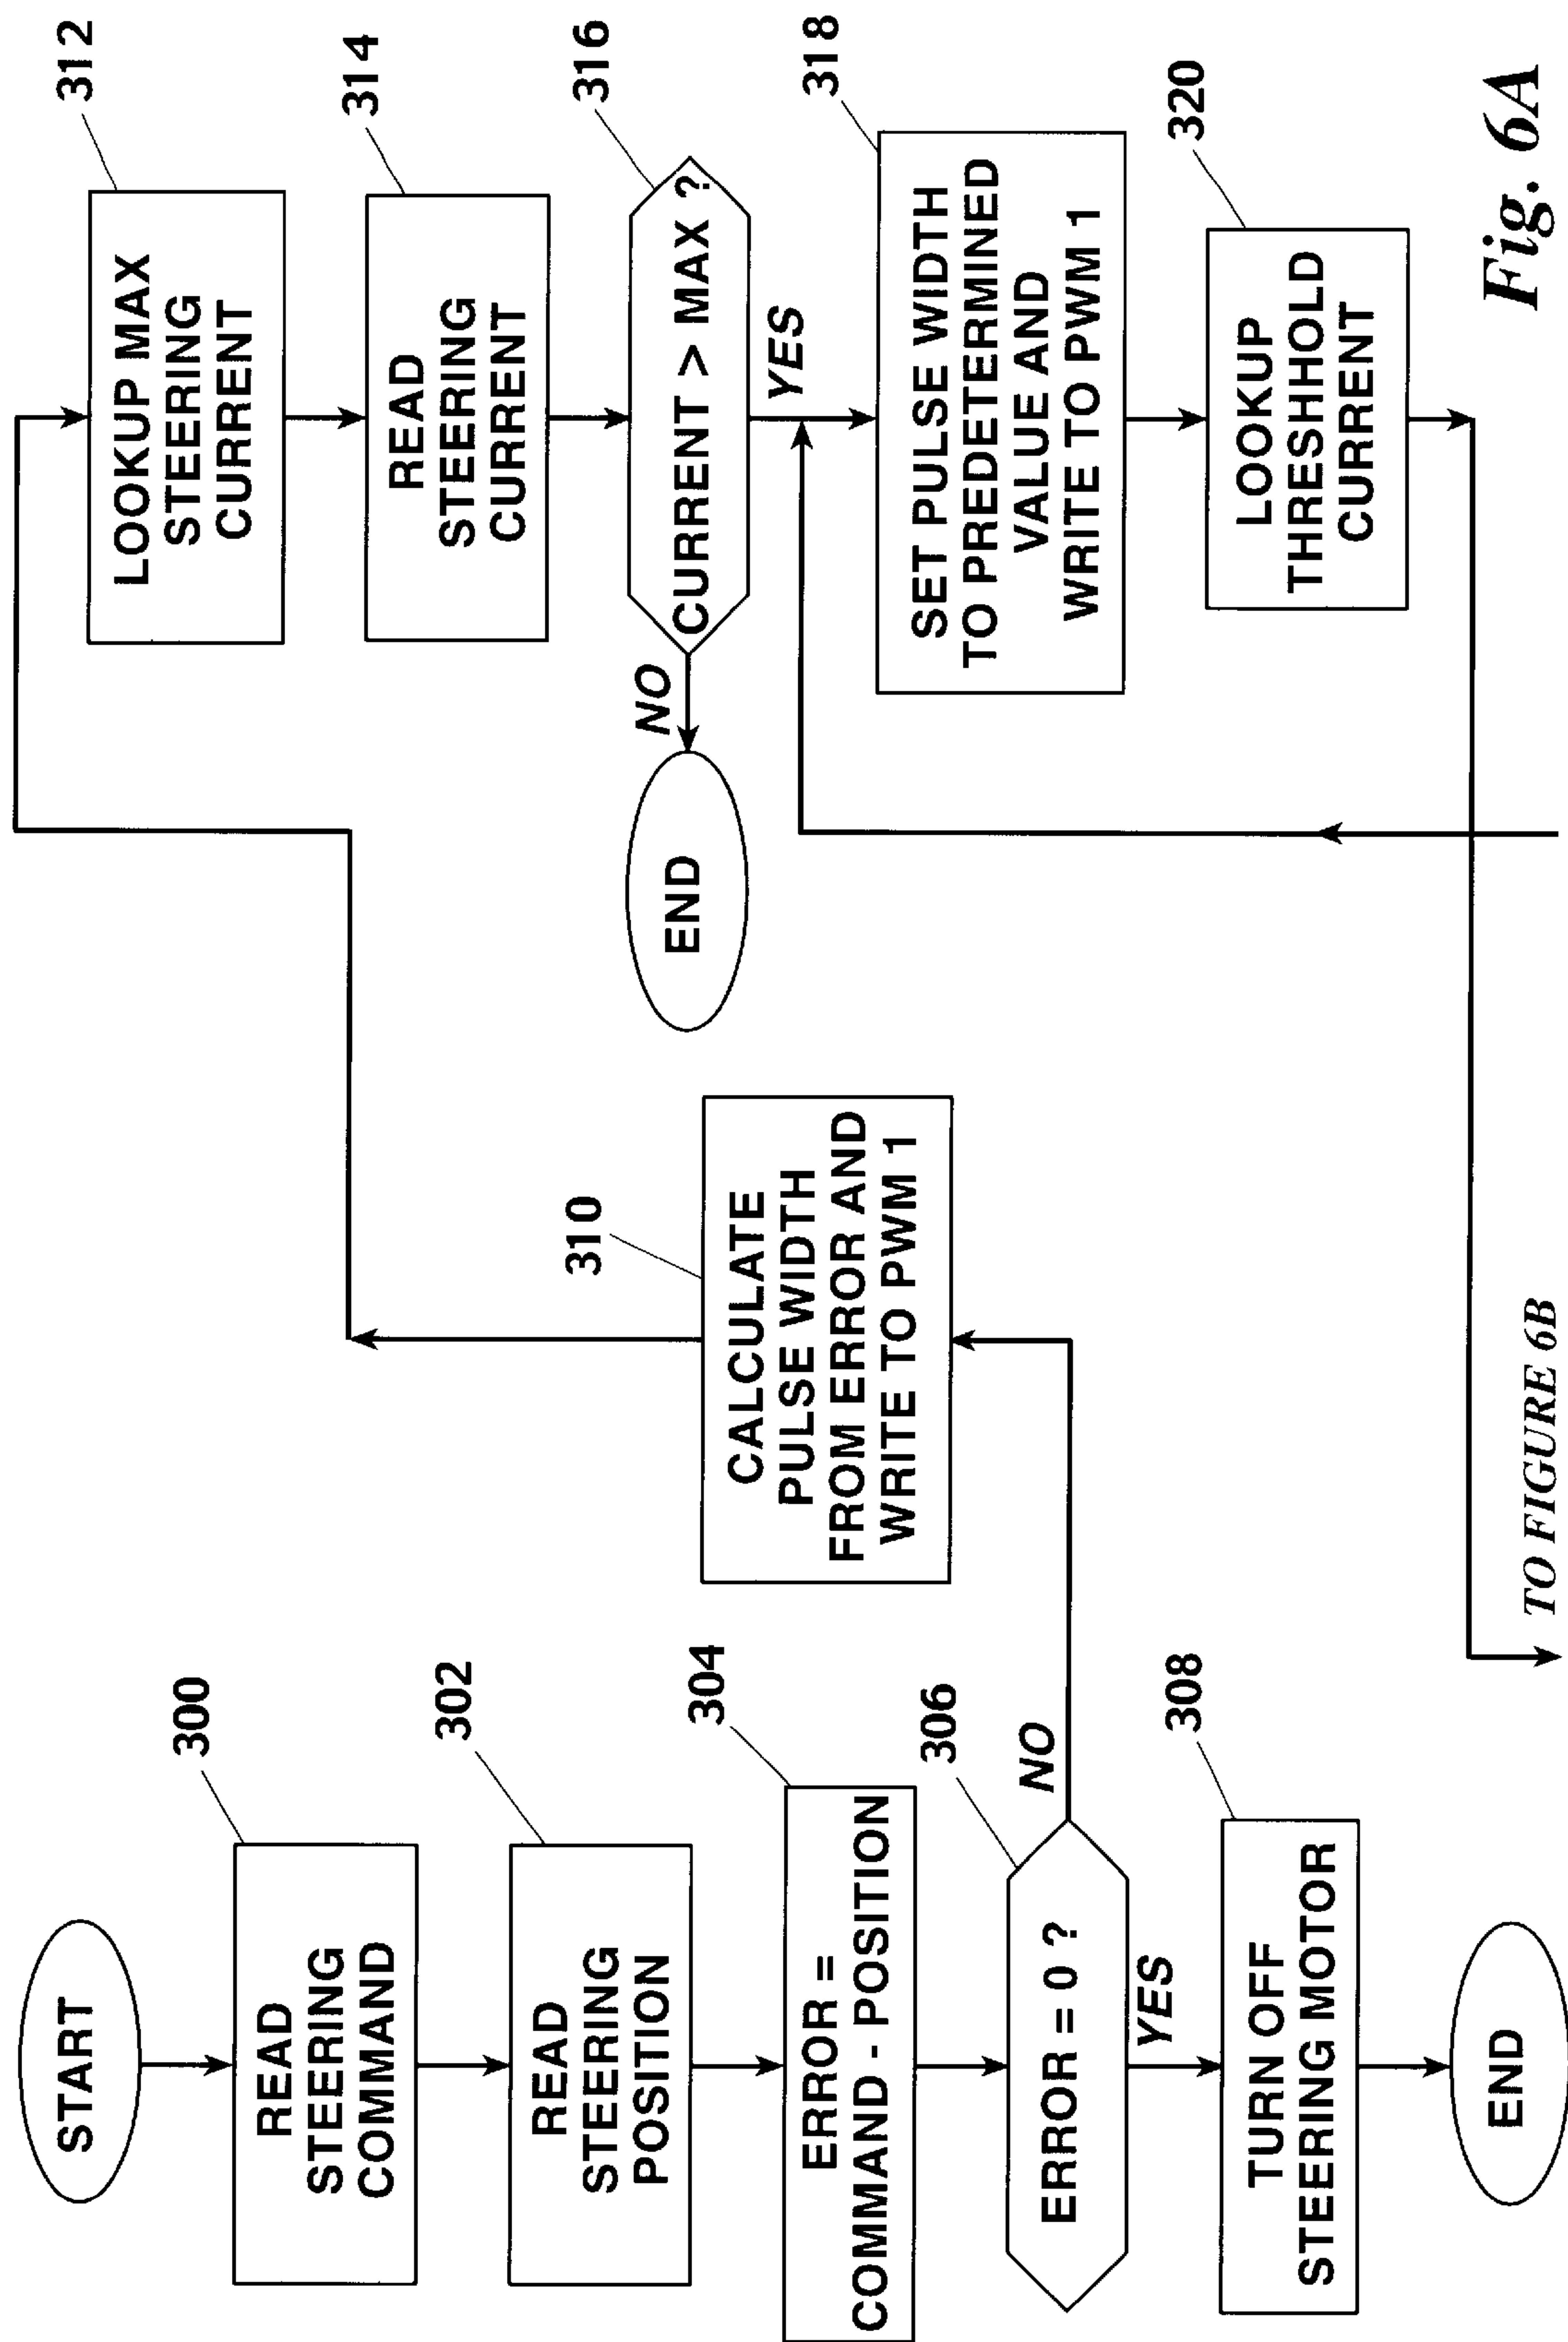 START
300
READ
STEERING
COMMAND
302
READ
STEERING
POSITION
304
ERROR =
COMMAND - POSITION
306
ERROR = 0 ?
NO
YES
308
TURN OFF
STEERING MOTOR
END
310
CALCULATE
PULSE WIDTH
FROM ERROR AND
WRITE TO PWM 1
312
LOOKUP MAX
STEERING
CURRENT
314
READ
STEERING
CURRENT
316
CURRENT > MAX ?
NO
END
YES
318
SET PULSE WIDTH
TO PREDETERMINED
VALUE AND
WRITE TO PWM 1
320
LOOKUP
THRESHHOLD
CURRENT
TO FIGURE 6B
Fig. 6A